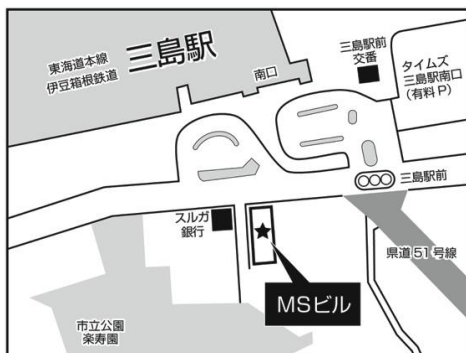 東海道本線
伊豆箱根鉄道
三島駅
南口
三島駅前
交番
タイムズ
三島駅南口
(有料P)
三島駅前
スルガ
銀行
県道51号線
MSビル
市立公園
楽寿園